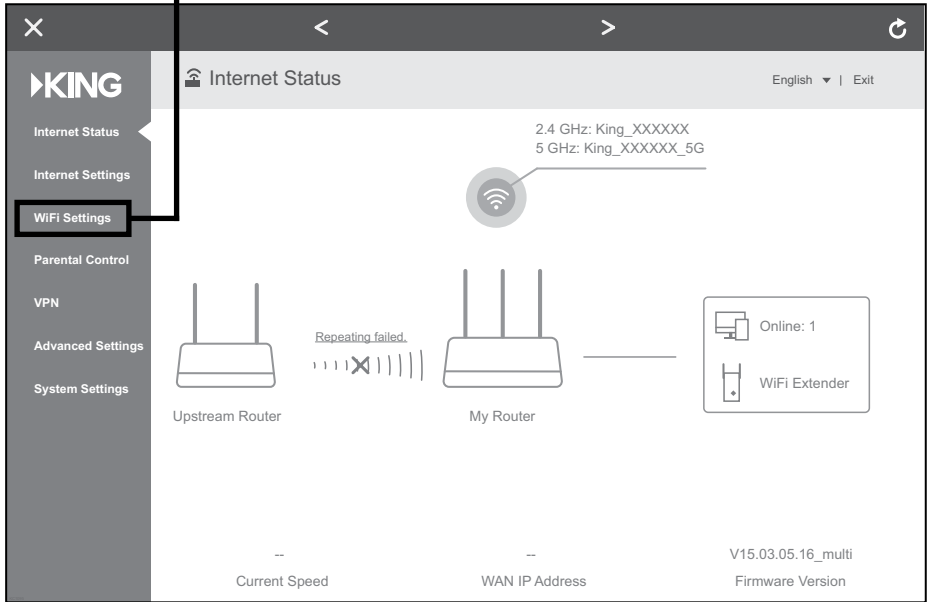 KING
Internet Status
English | Exit
Internet Status
Internet Settings
WiFi Settings
Parental Control
VPN
Advanced Settings
System Settings
2.4 GHz: King_XXXXXX
5 GHz: King_XXXXXX_5G
Repeating failed.
Upstream Router
My Router
Online: 1
WiFi Extender
--
Current Speed
--
WAN IP Address
V15.03.05.16_multi
Firmware Version